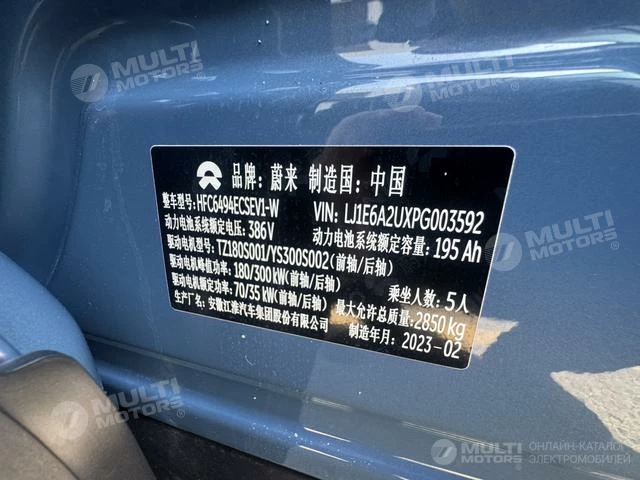 品牌: 蔚来 制造国: 中国
整车型号: HFC6494ECSEV1-W VIN: LJ1E6A2UXPG003592
动力电池系统额定电压: 386V 动力电池系统额定容量: 195 Ah
驱动电机型号: TZ180S001/YS300S002(前轴/后轴)
驱动电机峰值功率: 180/300 kW(前轴/后轴) 乘坐人数: 5人
驱动电机额定功率: 70/35 kW(前轴/后轴) 最大允许总质量: 2850 kg
生产厂名: 安徽江淮汽车集团股份有限公司 制造年月: 2023-02
MULTI MOTORS
MULTI MOTORS
MULTI MOTORS
MULTI MOTORS
MULTI MOTORS
ОНЛАЙН-КАТАЛОГ ЭЛЕКТРОМОБИЛЕЙ